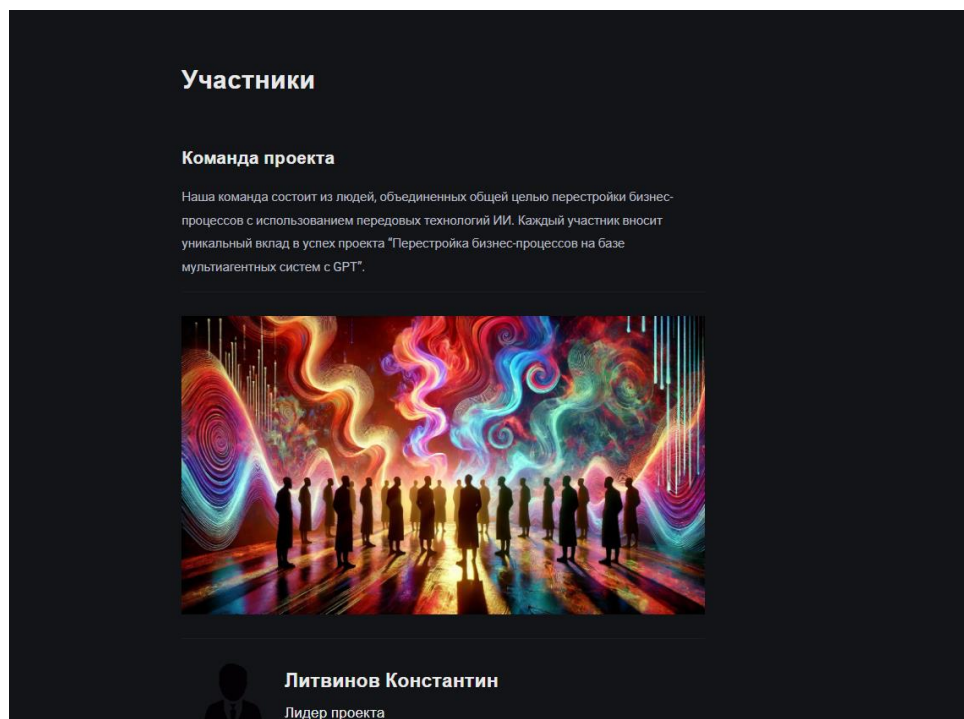 Участники
Команда проекта
Наша команда состоит из людей, объединенных общей целью перестройки бизнес-
процессов с использованием передовых технологий ИИ. Каждый участник вносит
уникальный вклад в успех проекта “Перестройка бизнес-процессов на базе
мультиагентных систем с GPT”.
Литвинов Константин
Лидер проекта